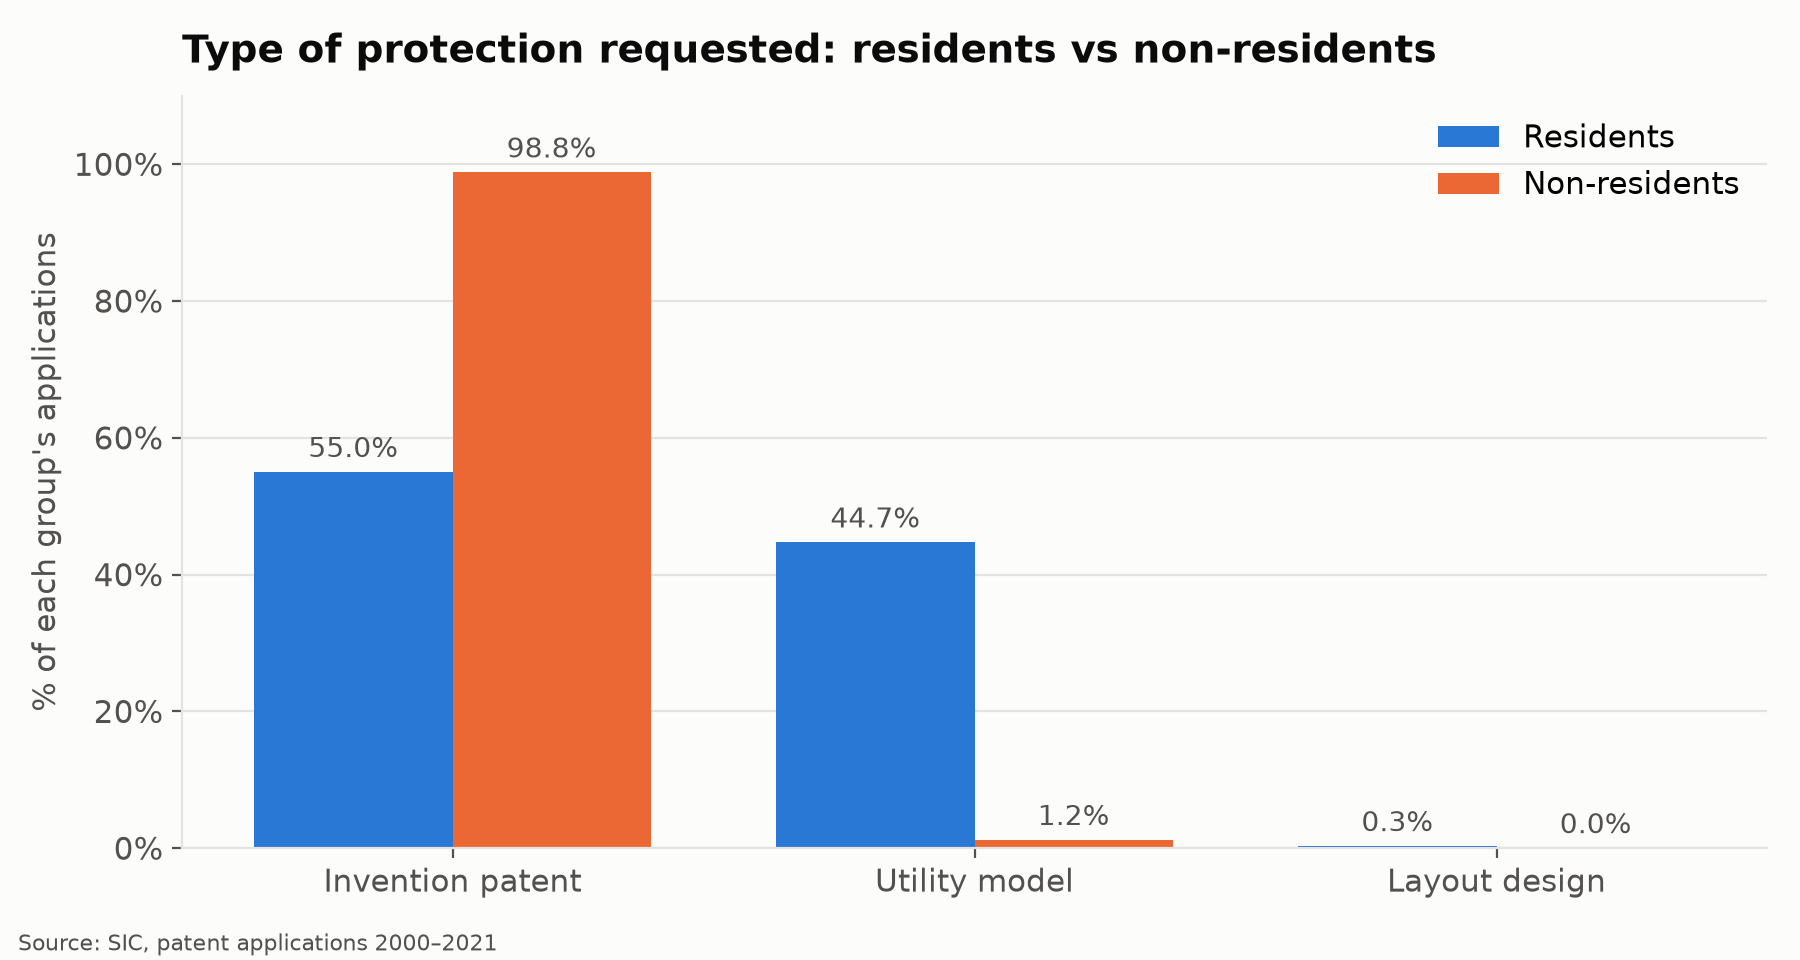 Type of protection requested: residents vs non-residents
Residents
Non-residents
% of each group's applications
100%
80%
60%
40%
20%
0%
55.0%
98.8%
44.7%
1.2%
0.3%
0.0%
Invention patent
Utility model
Layout design
Source: SIC, patent applications 2000–2021